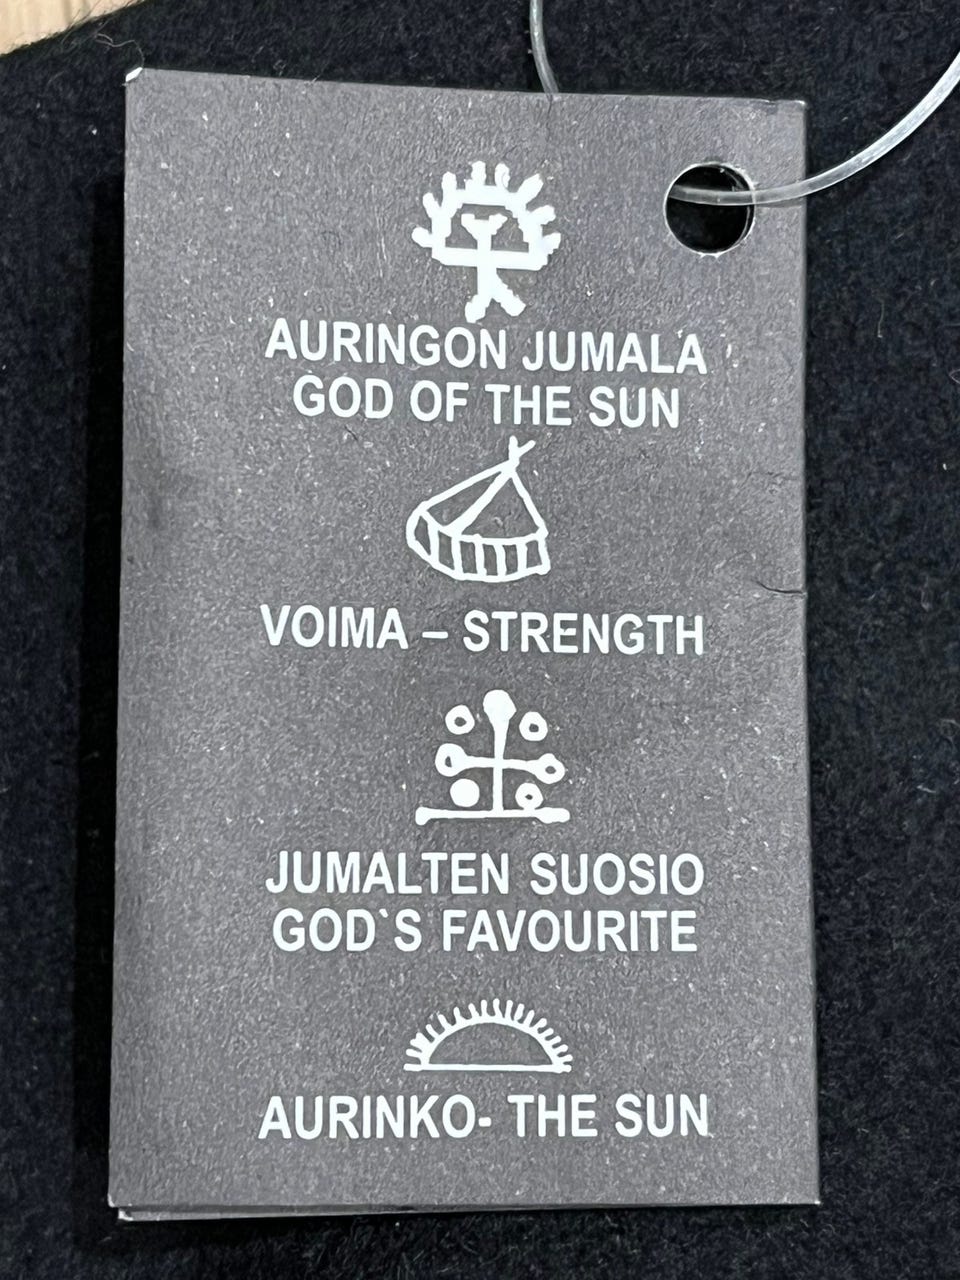 AURINGON JUMALA
GOD OF THE SUN
VOIMA – STRENGTH
JUMALTEN SUOSIO
GOD`S FAVOURITE
AURINKO- THE SUN